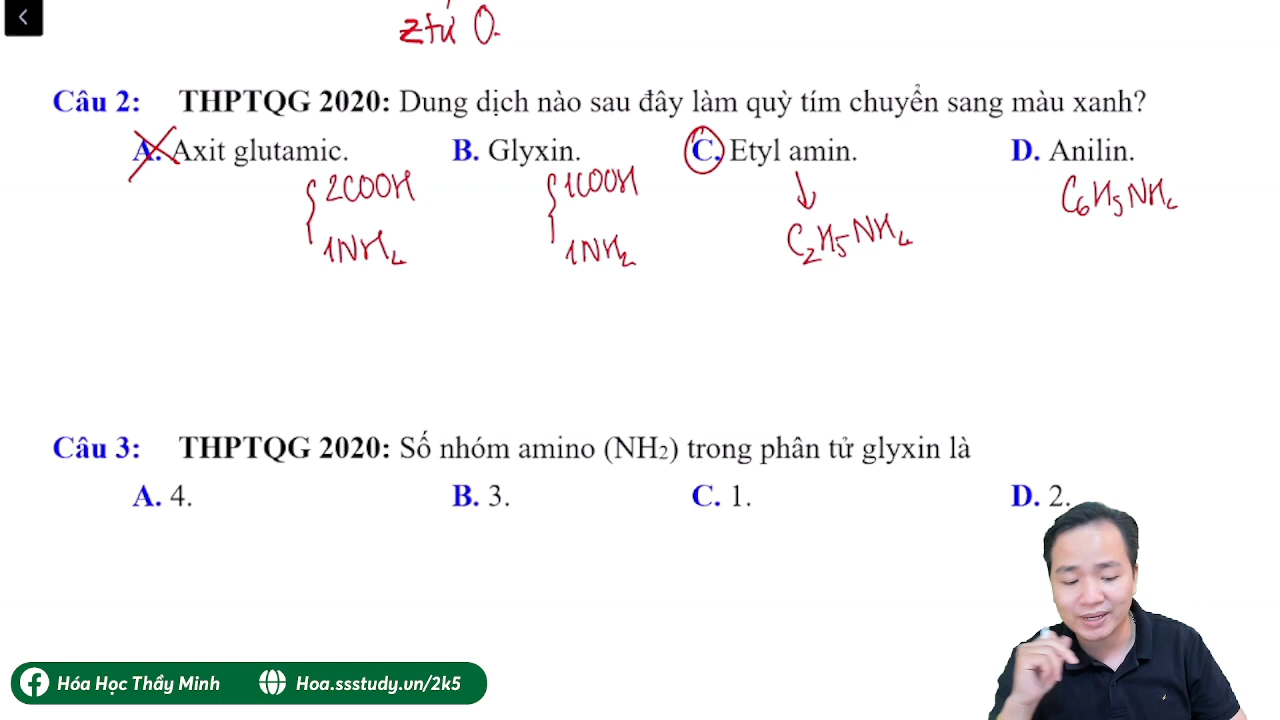 2 tử O.
Câu 2: THPTQG 2020: Dung dịch nào sau đây làm quỳ tím chuyển sang màu xanh?
A. Axit glutamic. B. Glyxin. C. Etyl amin. D. Anilin.
2COOH 1COOH C6H5NH2
1NH2 1NH2 C2H5NH2
Câu 3: THPTQG 2020: Số nhóm amino (NH2) trong phân tử glyxin là
A. 4. B. 3. C. 1. D. 2.
Hóa Học Thầy Minh Hoa.ssstudy.vn/2k5